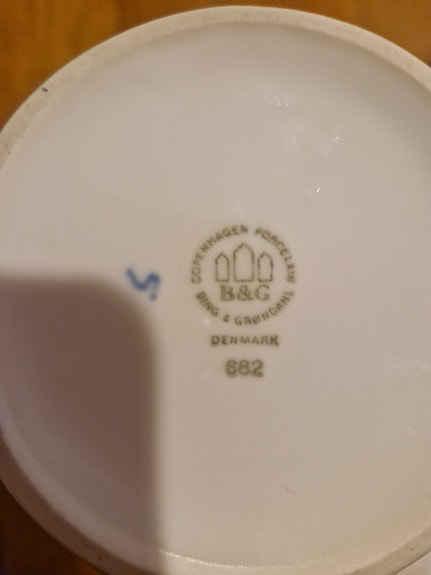 COPENHAGEN PORCELAIN
B&G
BING & GRØNDAHL
DENMARK
682